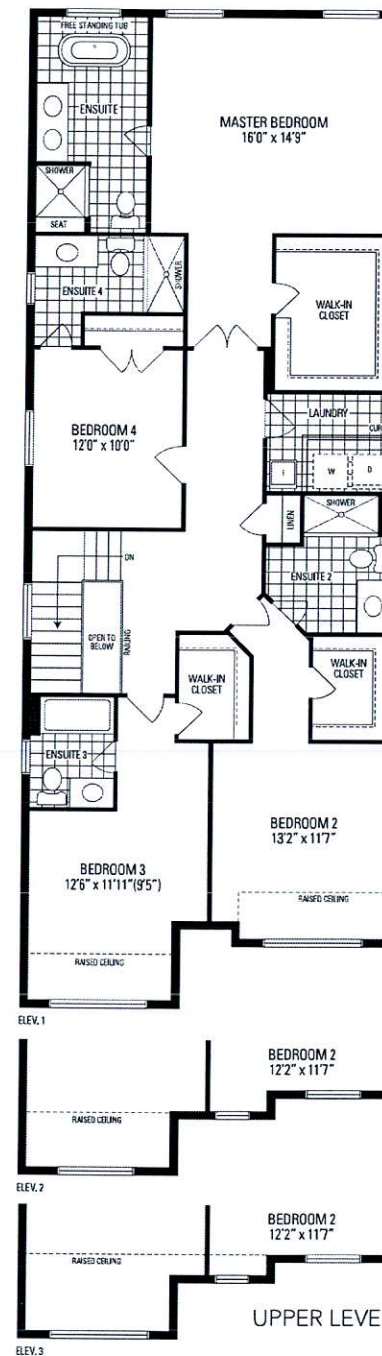 FREE STANDING TUB
ENSUITE
MASTER BEDROOM
16'0" x 14'9"
SHOWER
SEAT
ENSUITE 4
SHOWER
WALK-IN
CLOSET
BEDROOM 4
12'0" x 10'0"
LAUNDRY
W
D
LINEN
SHOWER
ENSUITE 2
DN
OPEN TO
BELOW
RAILING
WALK-IN
CLOSET
WALK-IN
CLOSET
ENSUITE 3
BEDROOM 2
13'2" x 11'7"
BEDROOM 3
12'6" x 11'11"(9'5")
RAISED CEILING
RAISED CEILING
ELEV. 1
BEDROOM 2
12'2" x 11'7"
RAISED CEILING
ELEV. 2
BEDROOM 2
12'2" x 11'7"
RAISED CEILING
UPPER LEVE
ELEV. 3